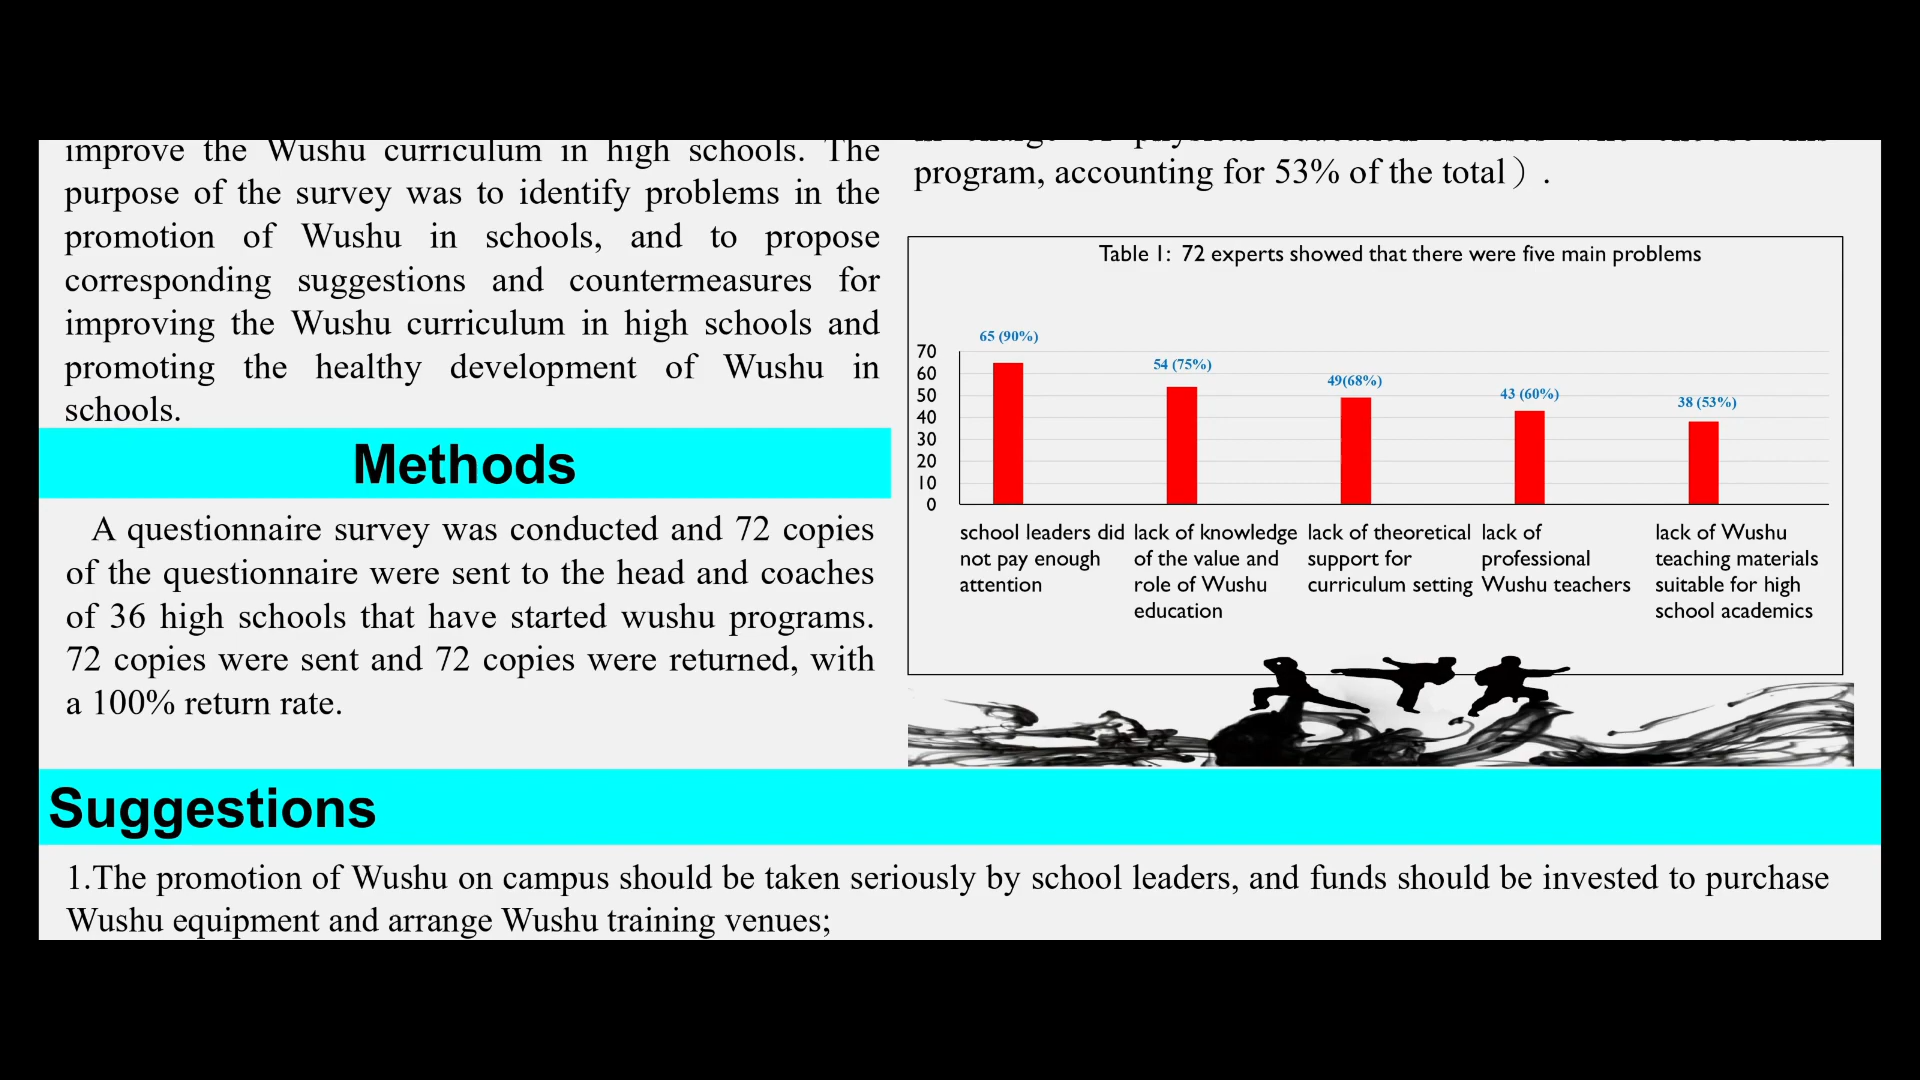 improve the Wushu curriculum in high schools. The
purpose of the survey was to identify problems in the
promotion of Wushu in schools, and to propose
corresponding suggestions and countermeasures for
improving the Wushu curriculum in high schools and
promoting the healthy development of Wushu in
schools.
Methods
A questionnaire survey was conducted and 72 copies
of the questionnaire were sent to the head and coaches
of 36 high schools that have started wushu programs.
72 copies were sent and 72 copies were returned, with
a 100% return rate.
program, accounting for 53% of the total）.
Table 1: 72 experts showed that there were five main problems
65 (90%)
54 (75%)
49(68%)
43 (60%)
38 (53%)
70
60
50
40
30
20
10
0
school leaders did
not pay enough
attention
lack of knowledge
of the value and
role of Wushu
education
lack of theoretical
support for
curriculum setting
lack of
professional
Wushu teachers
lack of Wushu
teaching materials
suitable for high
school academics
Suggestions
1.The promotion of Wushu on campus should be taken seriously by school leaders, and funds should be invested to purchase
Wushu equipment and arrange Wushu training venues;